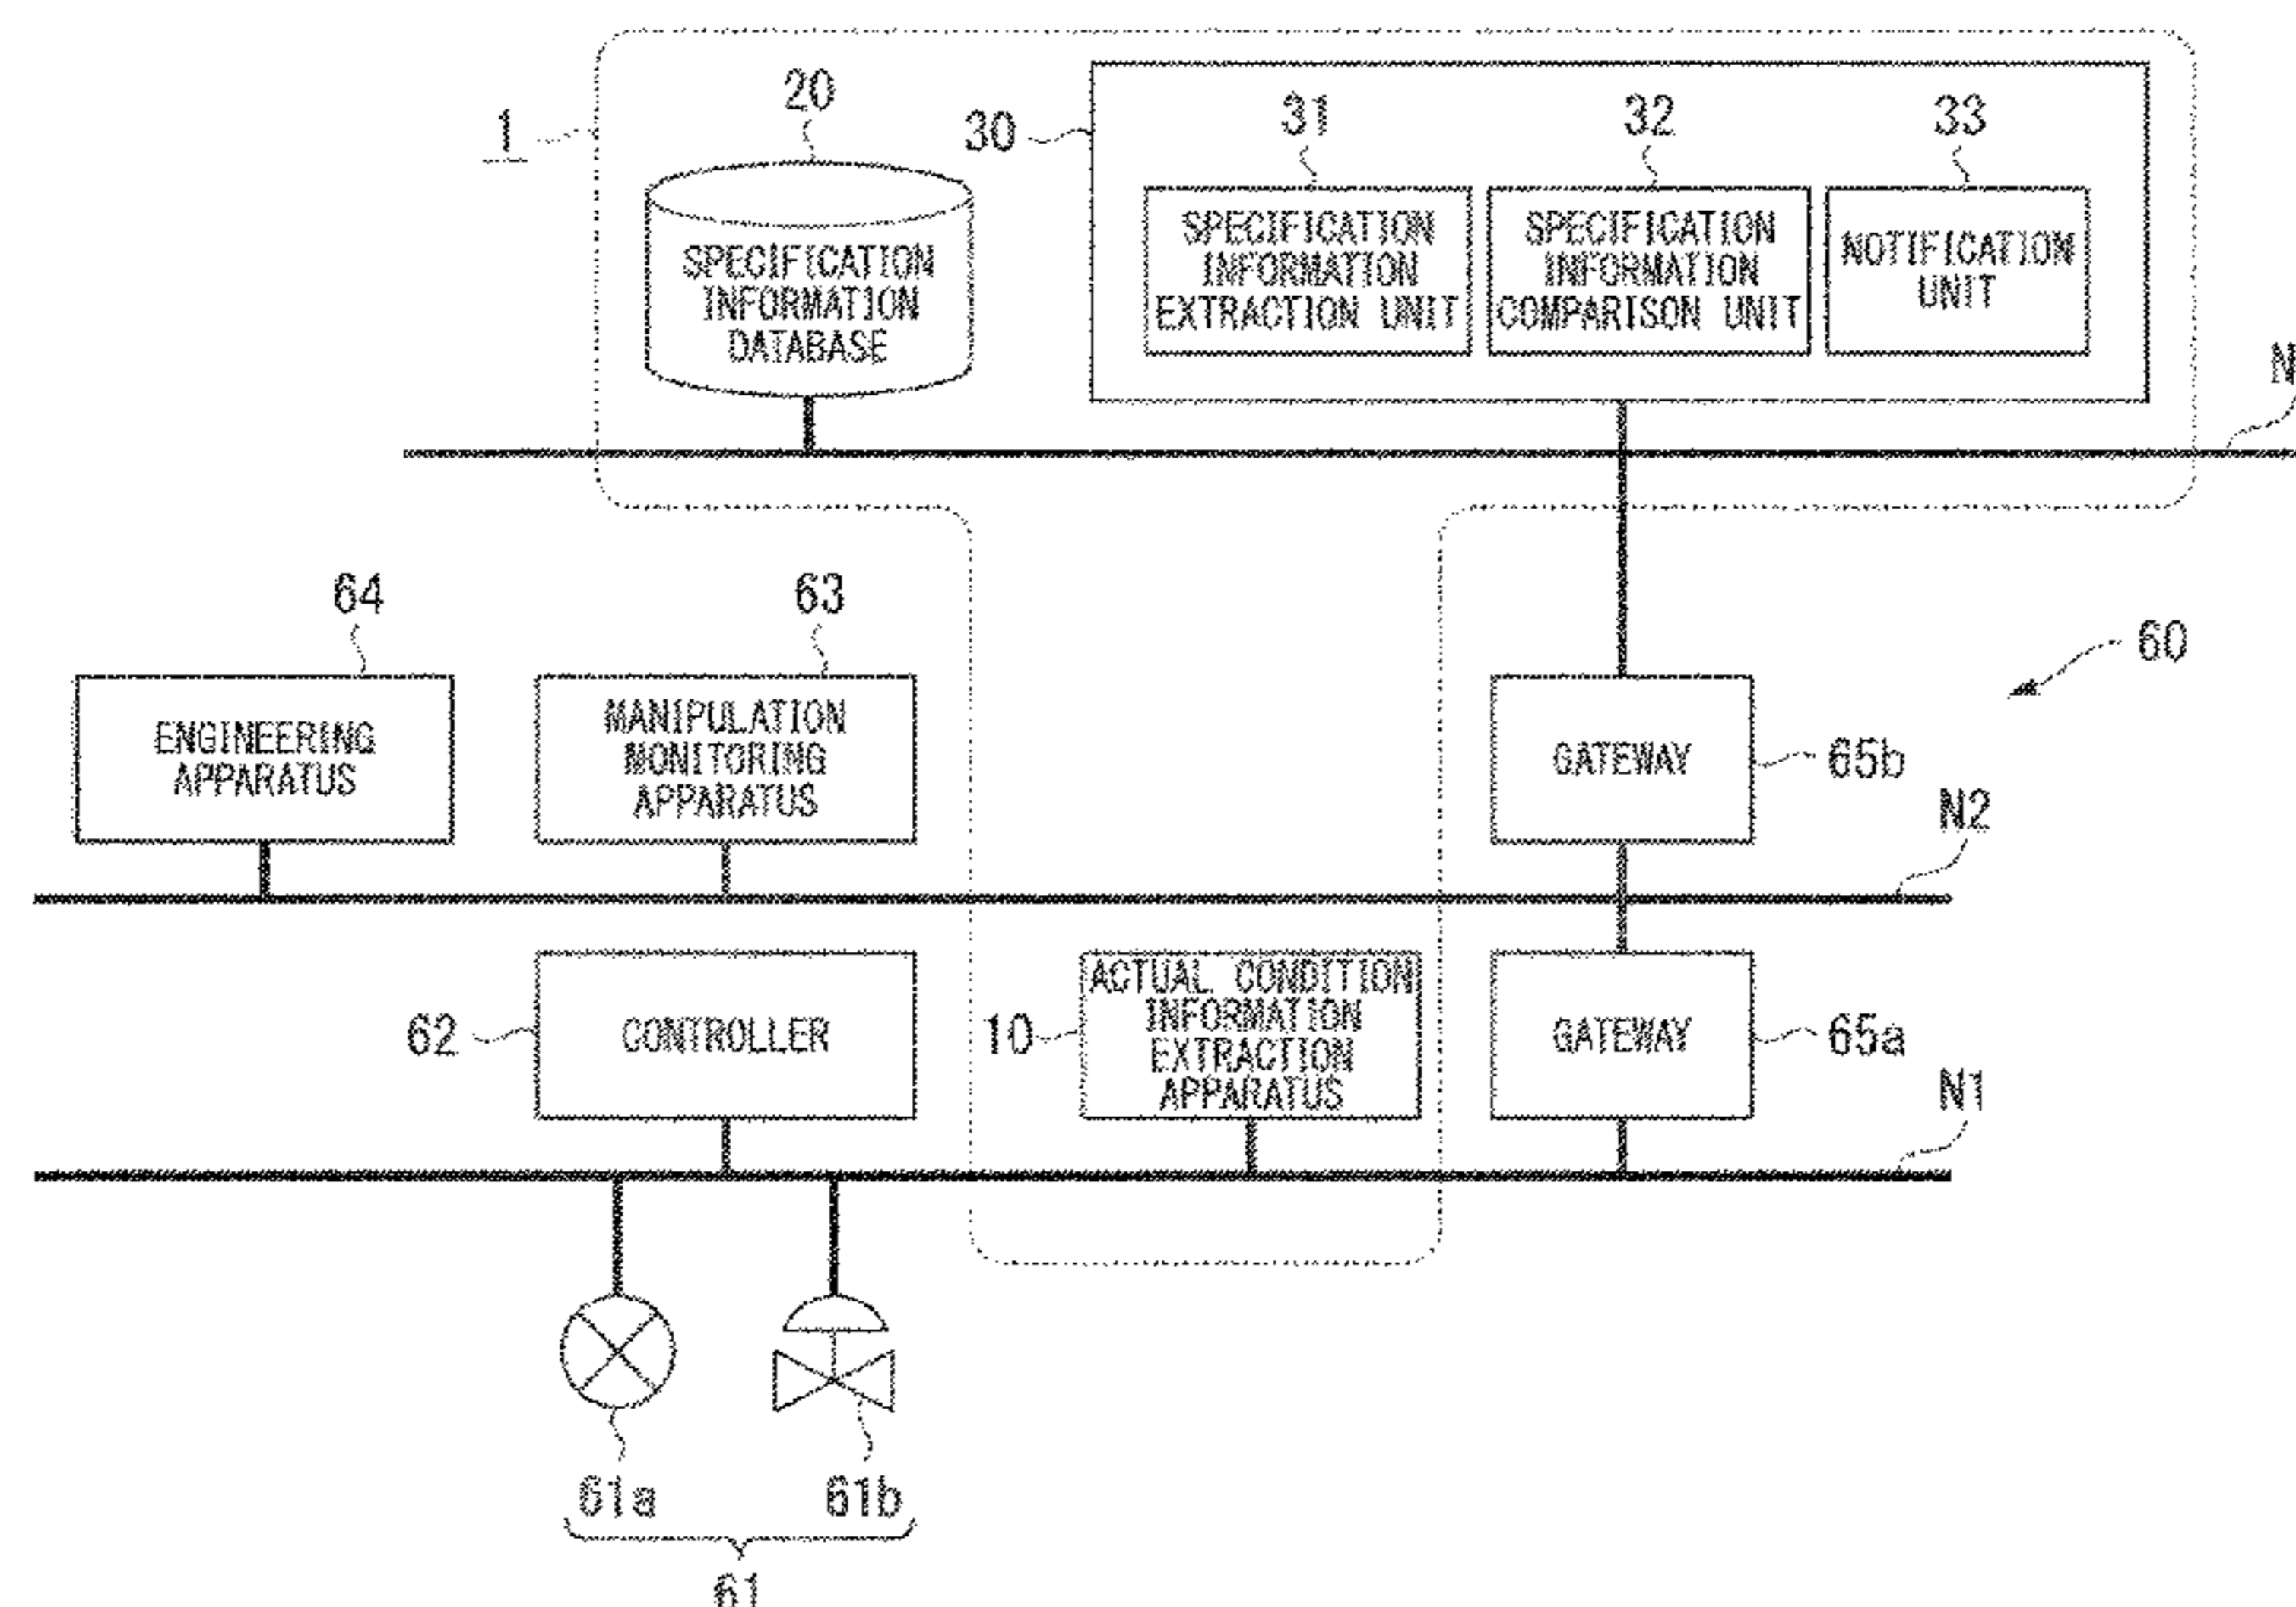 1
20
30
31
32
33
SPECIFICATION
INFORMATION
DATABASE
SPECIFICATION
INFORMATION
EXTRACTION UNIT
SPECIFICATION
INFORMATION
COMPARISON UNIT
NOTIFICATION
UNIT
N
64
63
60
ENGINEERING
APPARATUS
MANIPULATION
MONITORING
APPARATUS
GATEWAY
65b
N2
62
CONTROLLER
10
ACTUAL CONDITION
INFORMATION
EXTRACTION
APPARATUS
GATEWAY
65a
N1
61a
61b
61